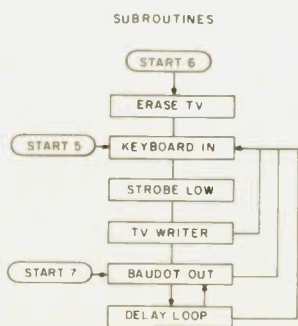 SUBROUTINES
START 6
ERASE TV
START 5
KEYBOARD IN
STROBE LOW
TV WRITER
START 7
BAUDOT OUT
DELAY LOOP